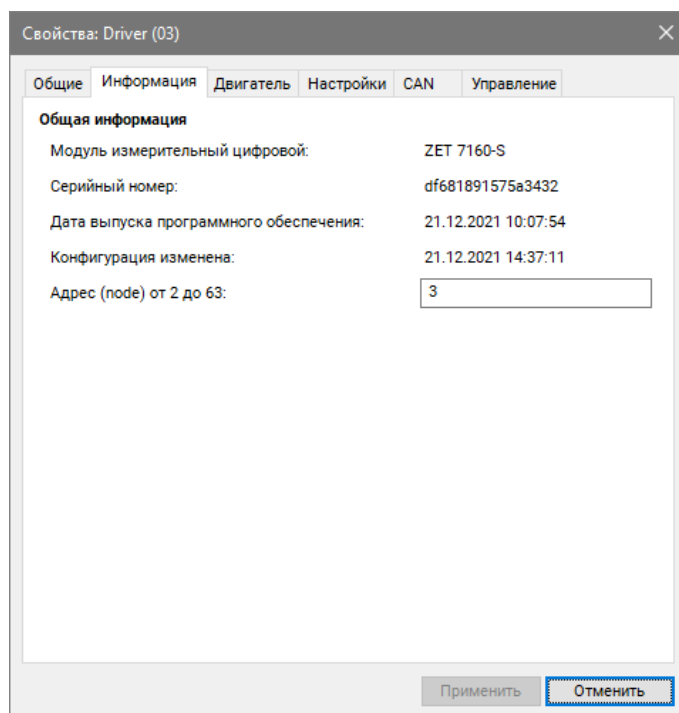 Свойства: Driver (03)
Общие Информация Двигатель Настройки CAN Управление
Общая информация
Модуль измерительный цифровой: ZET 7160-S
Серийный номер: df681891575a3432
Дата выпуска программного обеспечения: 21.12.2021 10:07:54
Конфигурация изменена: 21.12.2021 14:37:11
Адрес (node) от 2 до 63: 3
Применить Отменить